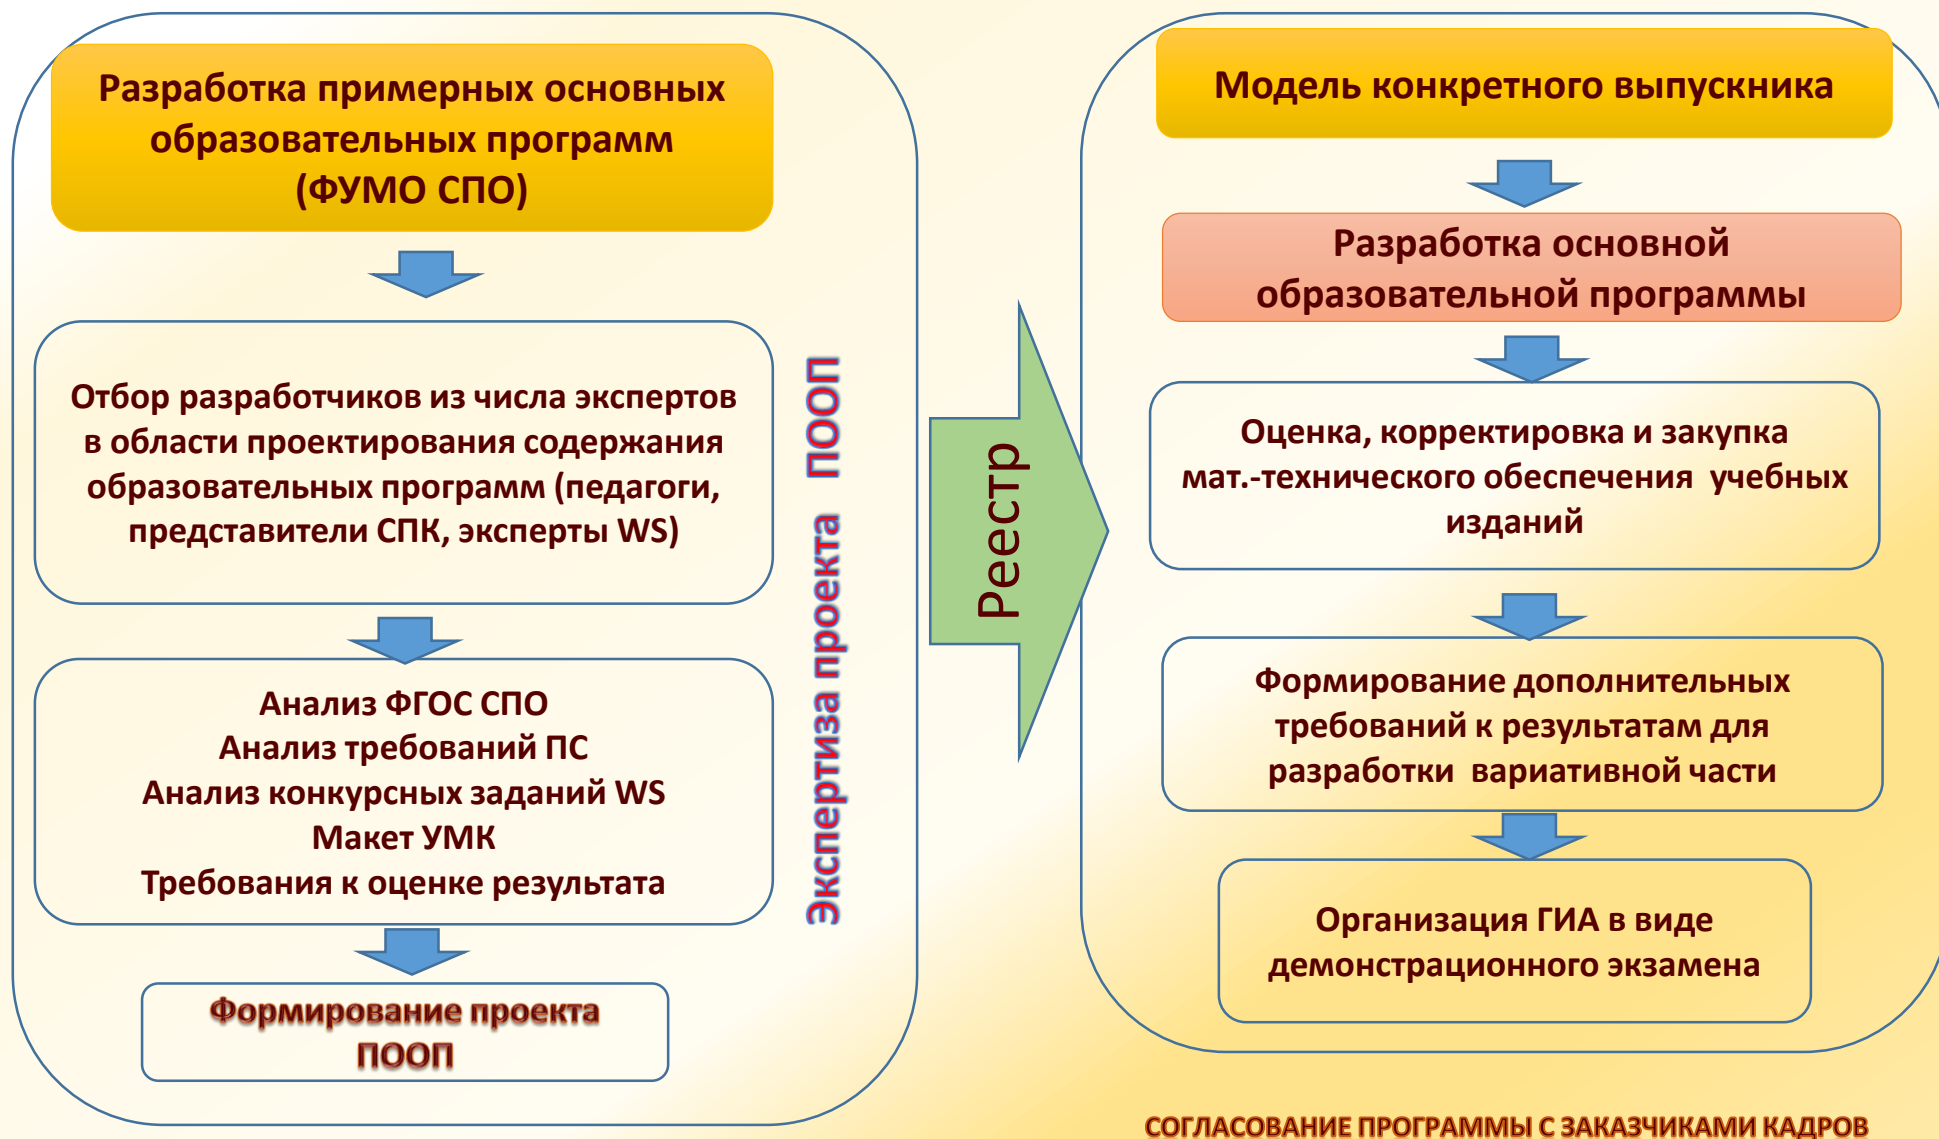 Разработка примерных основных
образовательных программ
(ФУМО СПО)
Отбор разработчиков из числа экспертов
в области проектирования содержания
образовательных программ (педагоги,
представители СПК, эксперты WS)
Анализ ФГОС СПО
Анализ требований ПС
Анализ конкурсных заданий WS
Макет УМК
Требования к оценке результата
Формирование проекта
ПООП
Экспертиза проекта ПООП
Реестр
Модель конкретного выпускника
Разработка основной
образовательной программы
Оценка, корректировка и закупка
мат.-технического обеспечения учебных
изданий
Формирование дополнительных
требований к результатам для
разработки вариативной части
Организация ГИА в виде
демонстрационного экзамена
СОГЛАСОВАНИЕ ПРОГРАММЫ С ЗАКАЗЧИКАМИ КАДРОВ